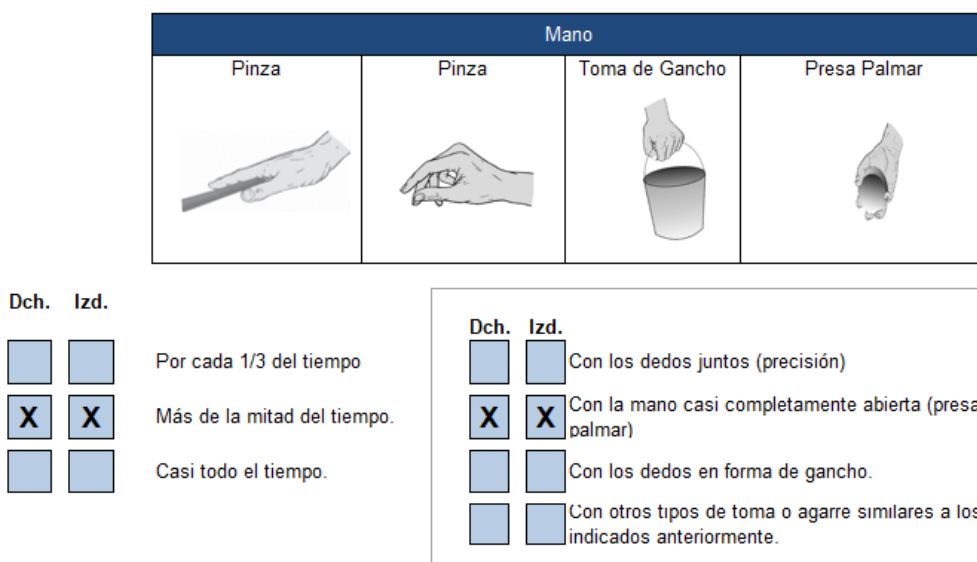 Mano
Pinza
Pinza
Toma de Gancho
Presa Palmar
Dch. Izd.
Por cada 1/3 del tiempo
X X Más de la mitad del tiempo.
Casi todo el tiempo.
Dch. Izd.
Con los dedos juntos (precisión)
X X Con la mano casi completamente abierta (presa
palmar)
Con los dedos en forma de gancho.
Con otros tipos de toma o agarre similares a los
indicados anteriormente.